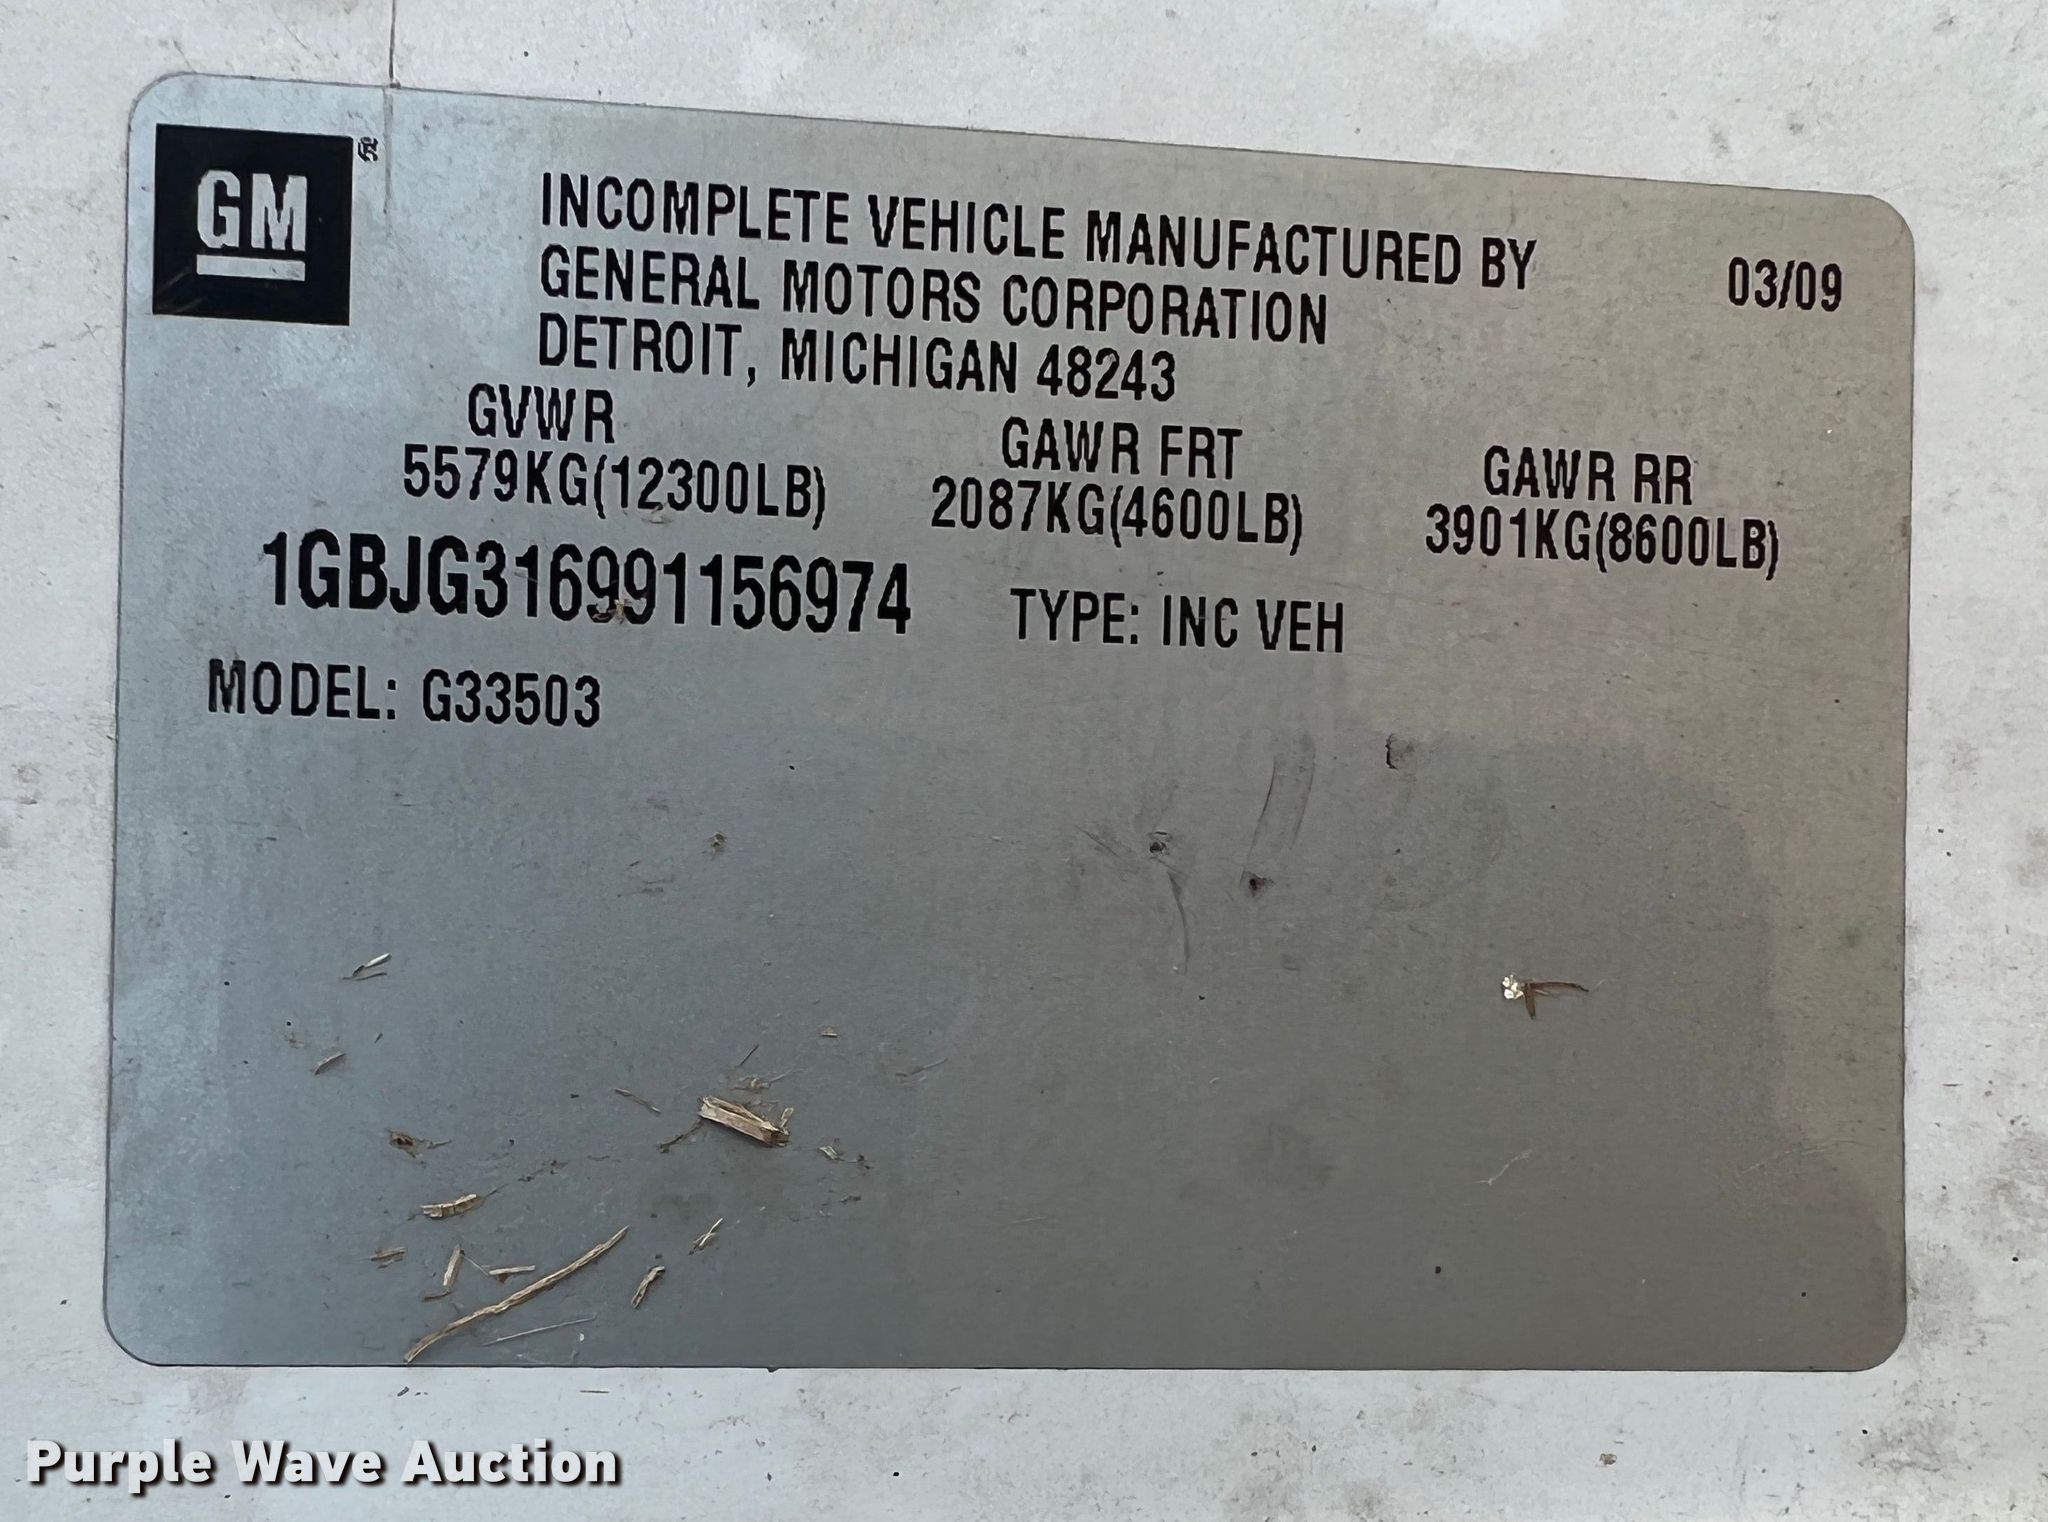 GM ®
INCOMPLETE VEHICLE MANUFACTURED BY
GENERAL MOTORS CORPORATION
DETROIT, MICHIGAN 48243
03/09
GVWR
5579KG(12300LB)
GAWR FRT
2087KG(4600LB)
GAWR RR
3901KG(8600LB)
1GBJG316991156974
TYPE: INC VEH
MODEL: G33503
Purple Wave Auction